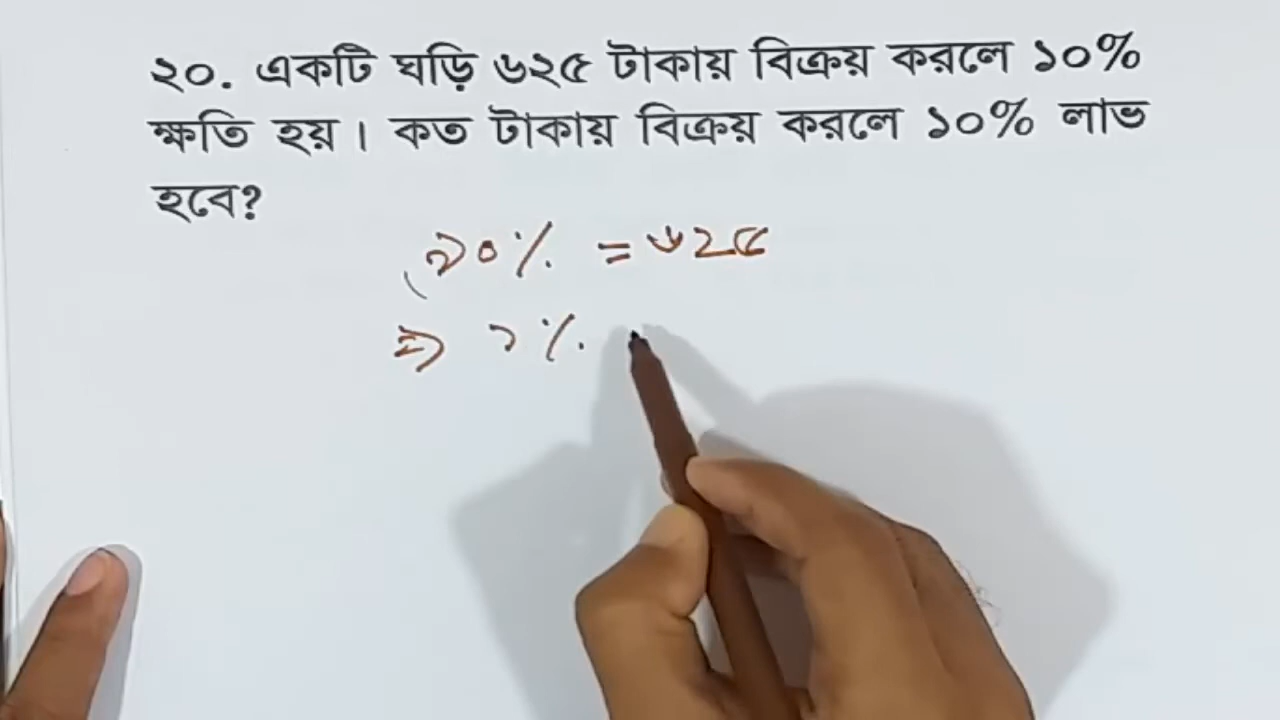 ২০. একটি ঘড়ি ৬২৫ টাকায় বিক্রয় করলে ১০%
ক্ষতি হয়। কত টাকায় বিক্রয় করলে ১০% লাভ
হবে?
৯০% = ৬২৫
⇒ ১%